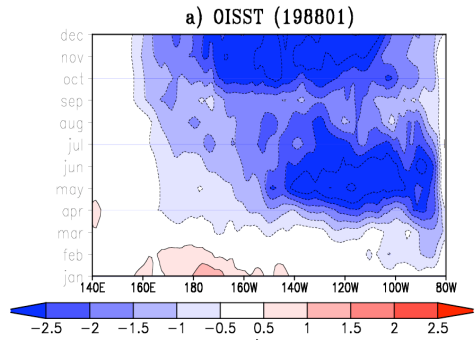 a) OISST (198801)
dec
nov
oct
sep
aug
jul
jun
may
apr
mar
feb
jan
140E 160E 180% 160W 140W 120W 100W 80W
-2.5 -2 -1.5 -1 -0.5 0.5 1 1.5 2 2.5